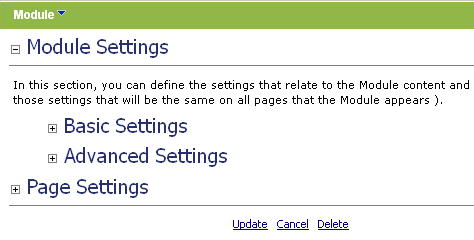 Module
Module Settings
In this section, you can define the settings that relate to the Module content and
those settings that will be the same on all pages that the Module appears ).
Basic Settings
Advanced Settings
Page Settings
Update Cancel Delete